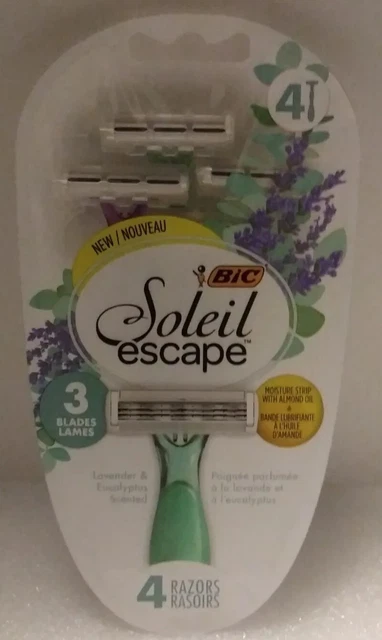 4
NEW / NOUVEAU
BIC
Soleil
escape™
3
BLADES
LAMES
MOISTURE STRIP
WITH ALMOND OIL
BANDE LUBRIFIANTE
À L'HUILE
D'AMANDE
Lavender &
Eucalyptus
Scented
Poignée parfumée
à la lavande et
à l'eucalyptus
4 RAZORS
RASOIRS